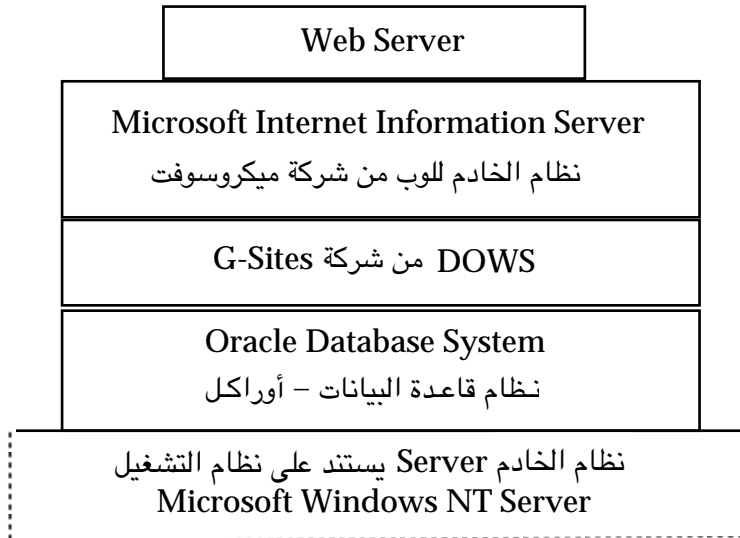 Web Server
Microsoft Internet Information Server
نظام الخادم للوب من شركة ميكروسوفت
DOWS من شركة G-Sites
Oracle Database System
نظام قاعدة البيانات – أوراكل
نظام الخادم Server يستند على نظام التشغيل
Microsoft Windows NT Server